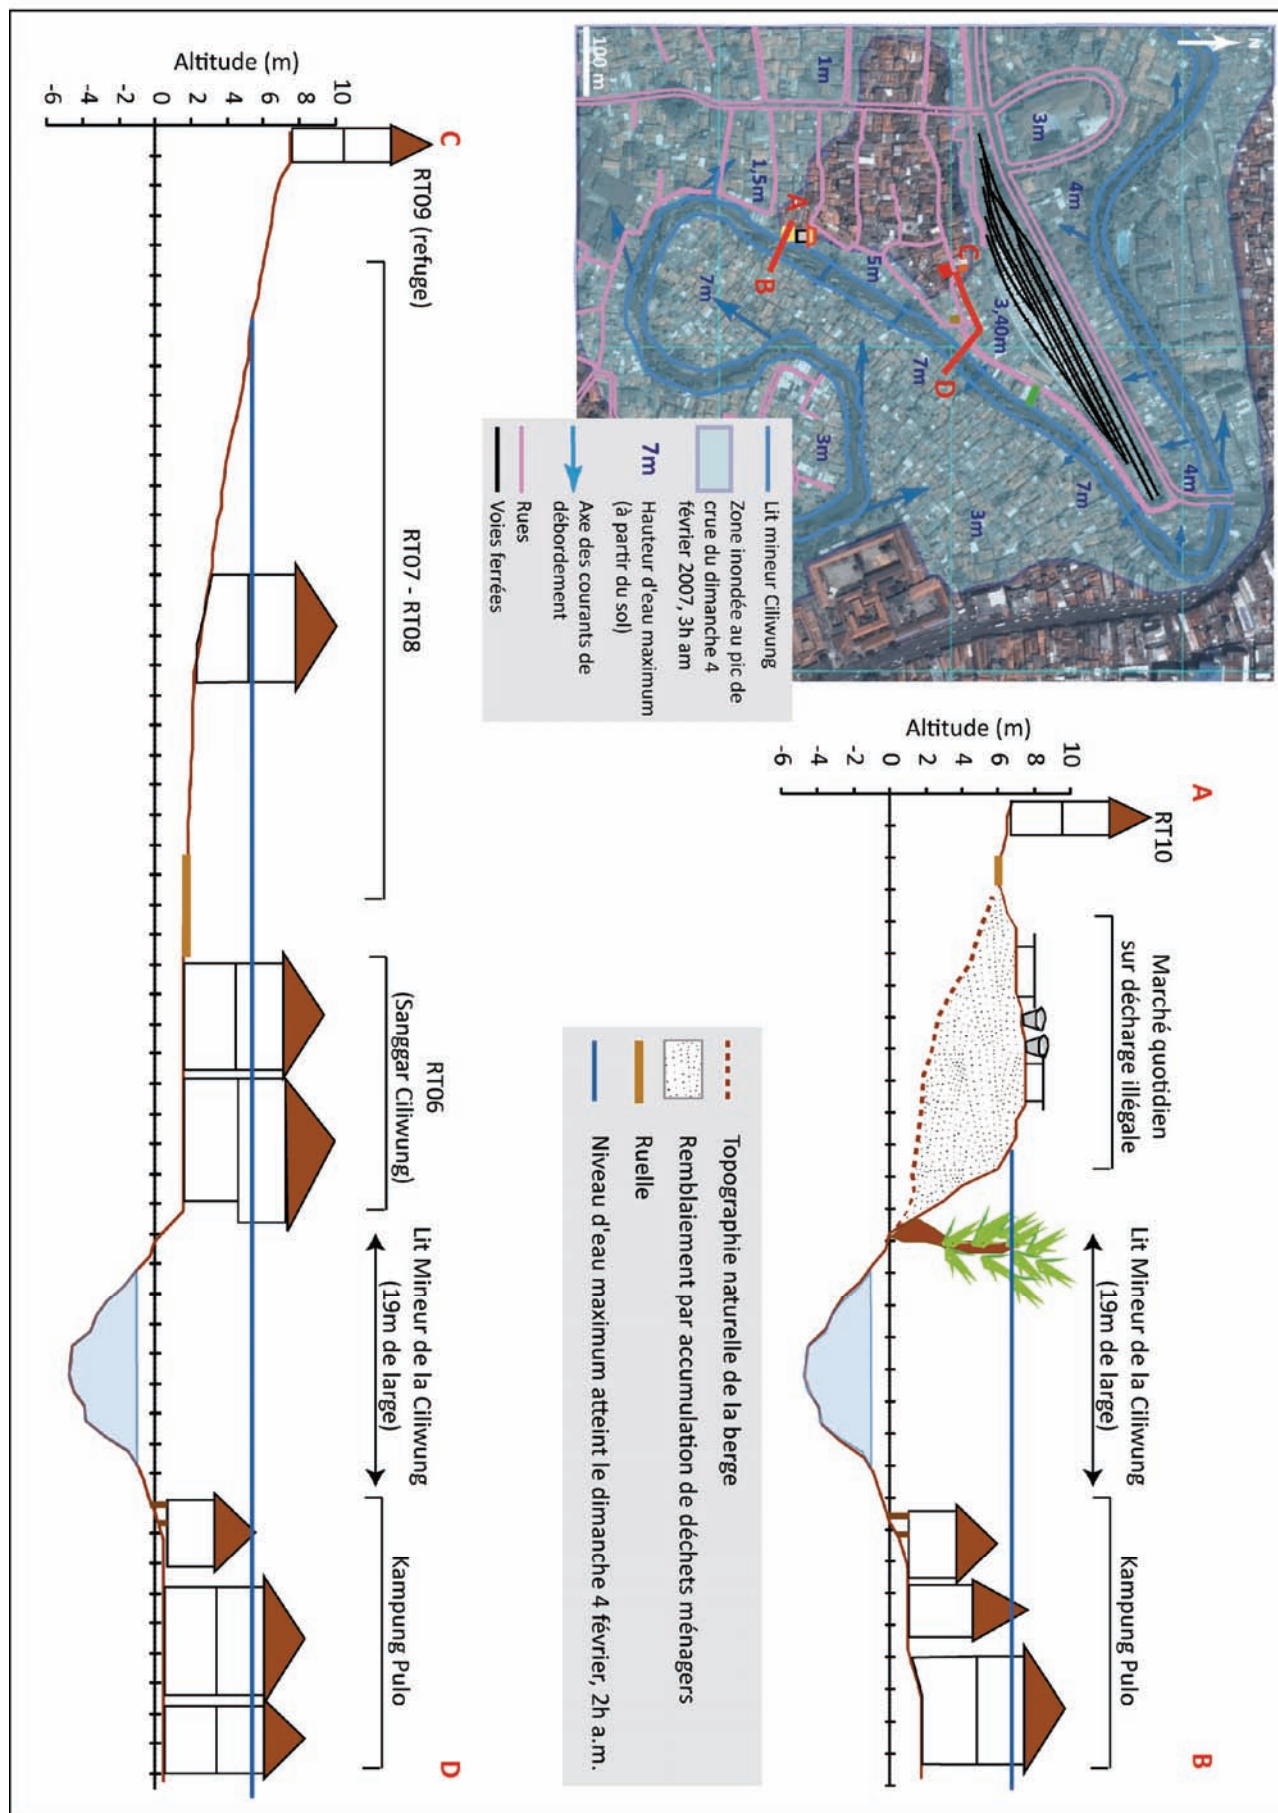 N
100 m
1m
3m
4m
1,5m
A
B
5m
C
3,40m
D
7m
7m
7m
4m
3m
3m
Lit mineur Ciliwung
Zone inondée au pic de
crue du dimanche 4
février 2007, 3h am
7m
Hauteur d'eau maximum
(à partir du sol)
Axe des courants de
débordement
Rues
Voies ferrées
A
B
Altitude (m)
10
8
6
4
2
0
-2
-4
-6
RT10
Marché quotidien
sur décharge illégale
Lit Mineur de la Ciliwung
(19m de large)
Kampung Pulo
Topographie naturelle de la berge
Remblaiement par accumulation de déchets ménagers
Ruelle
Niveau d'eau maximum atteint le dimanche 4 février, 2h a.m.
C
D
Altitude (m)
10
8
6
4
2
0
-2
-4
-6
RT09 (refuge)
RT07 - RT08
RT06
(Sanggar Ciliwung)
Lit Mineur de la Ciliwung
(19m de large)
Kampung Pulo